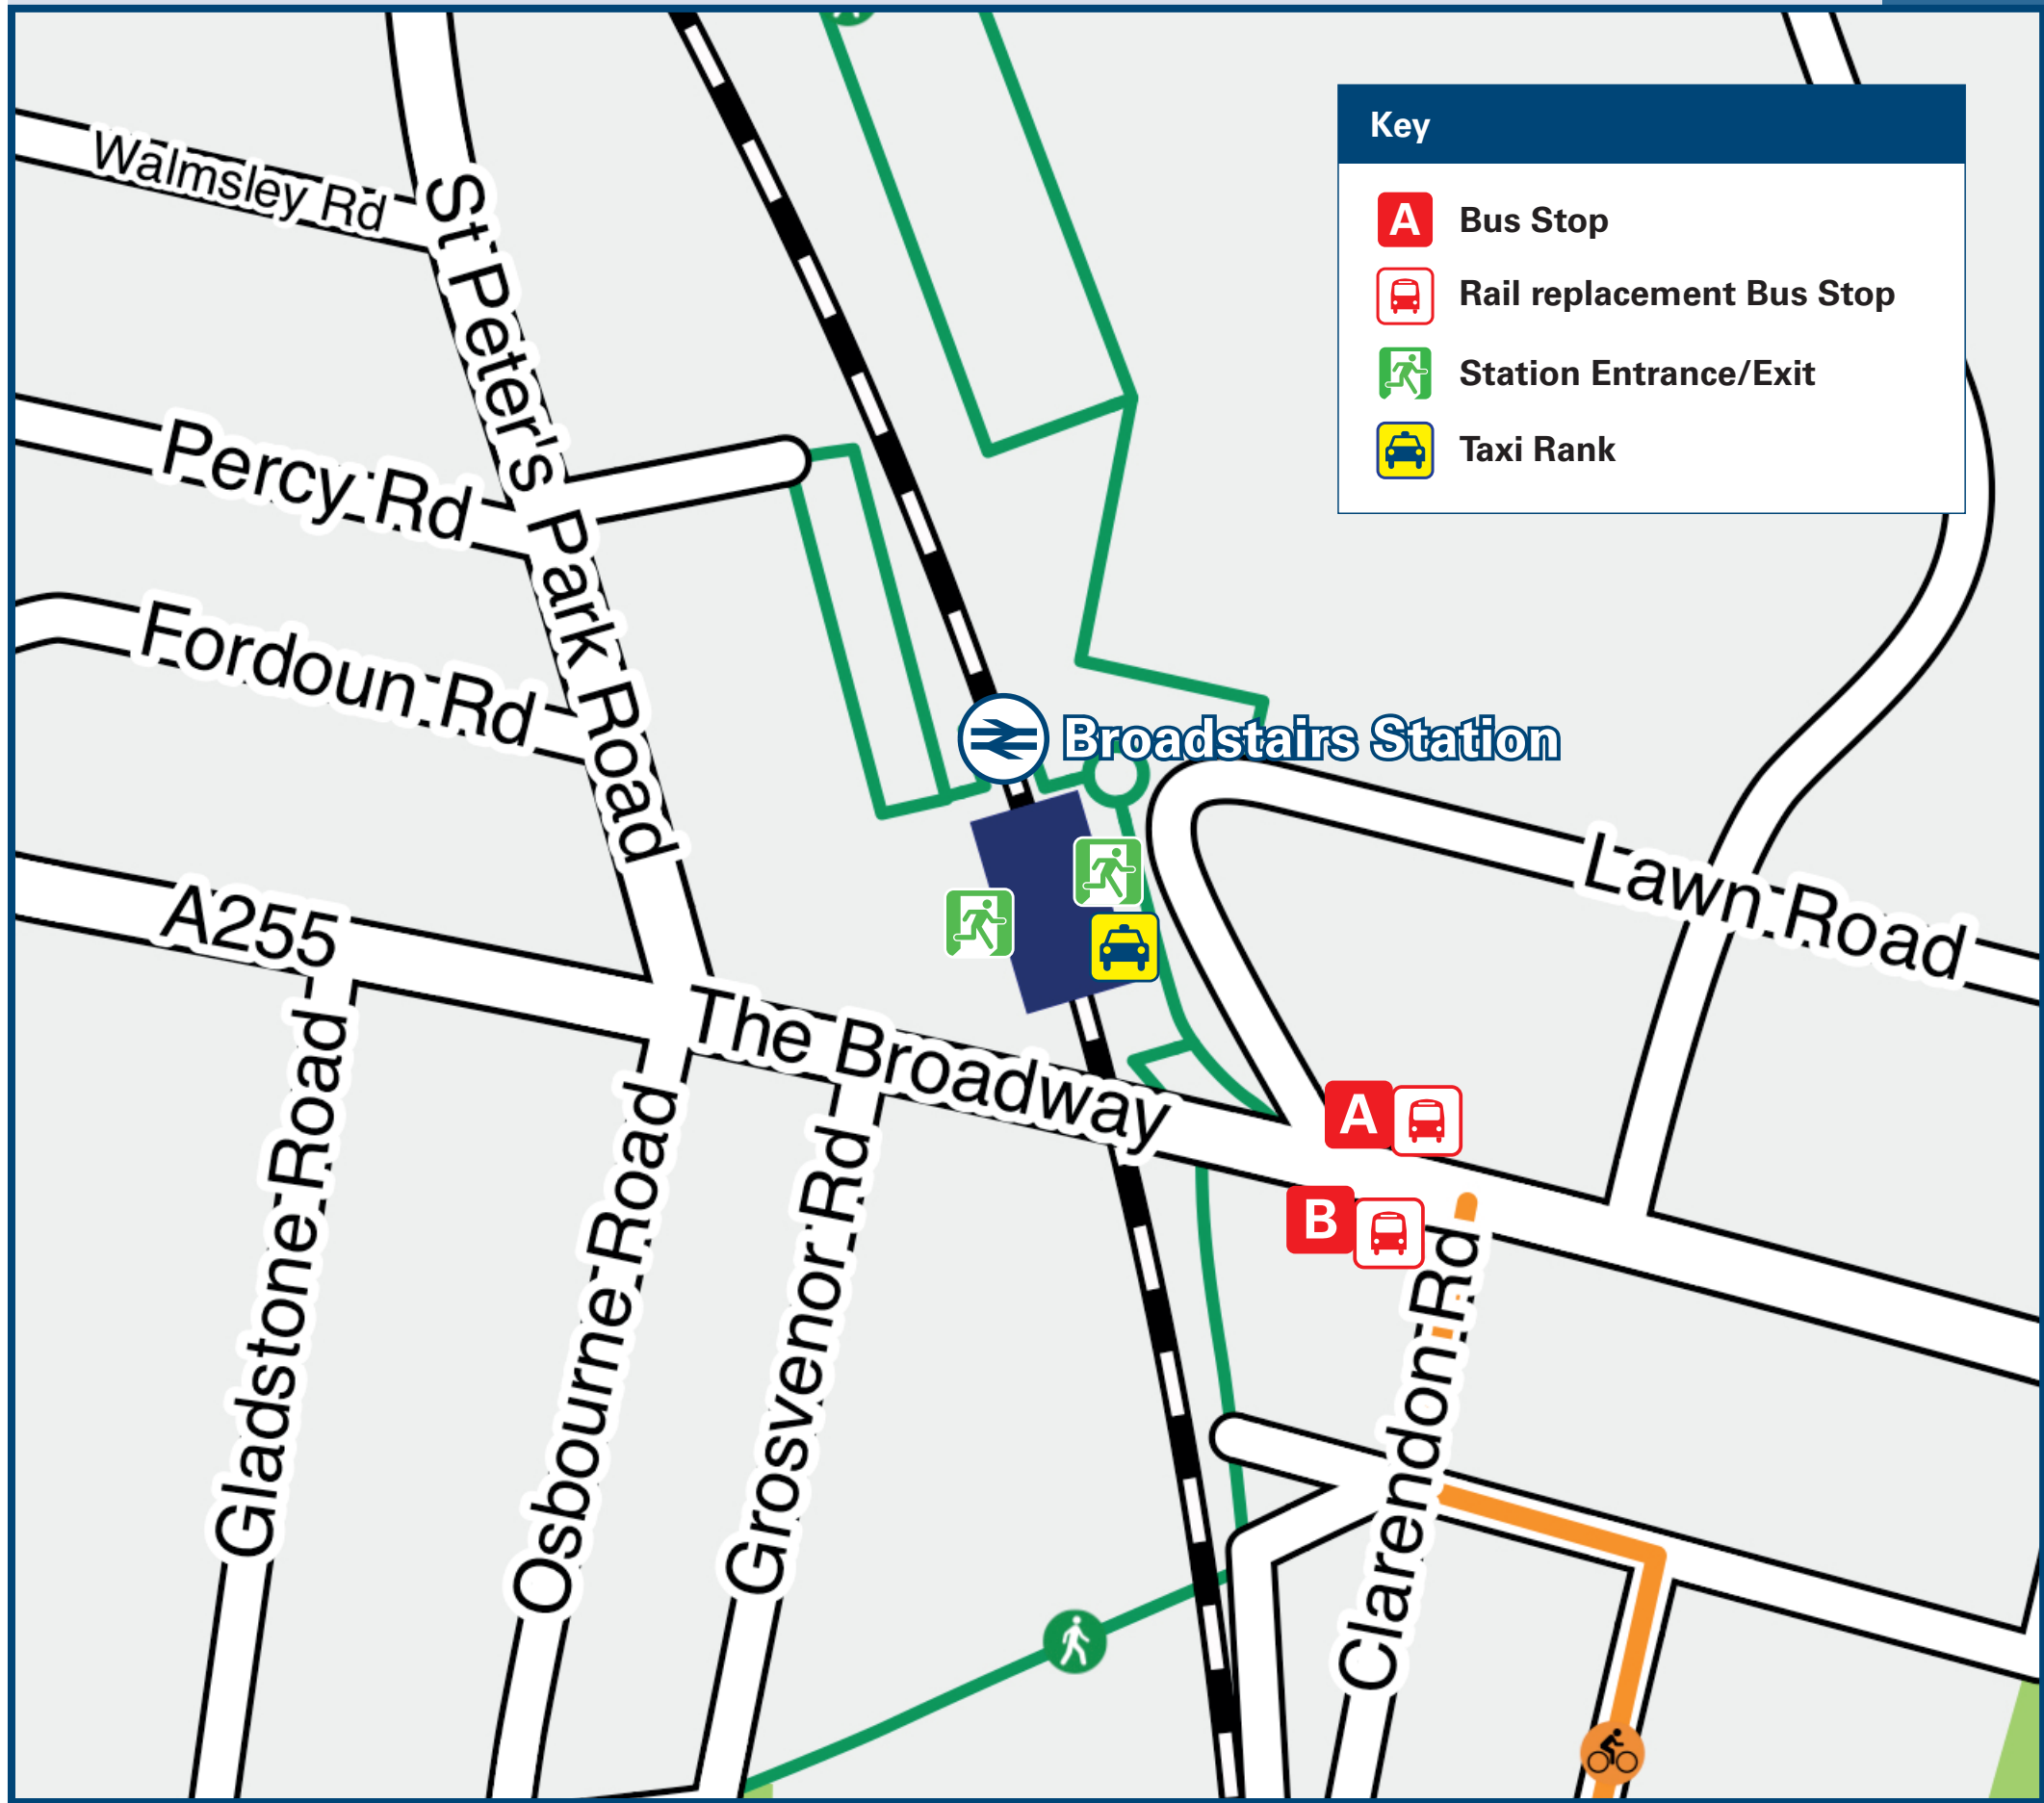 Key
A Bus Stop
Rail replacement Bus Stop
Station Entrance/Exit
Taxi Rank
Walmsley Rd
St Peter's Park Road
Percy Rd
Fordoun Rd
Broadstairs Station
Lawn Road
A255
The Broadway
Gladstone Road
Osbourne Road
Grosvenor Rd
A
B
Clarendon Rd